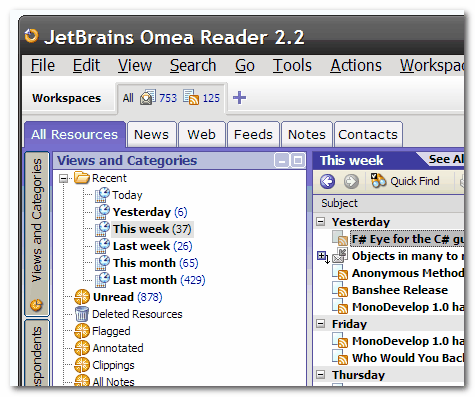 JetBrains Omea Reader 2.2
File Edit View Search Go Tools Actions Workspac
Workspaces All 753 125
All Resources News Web Feeds Notes Contacts
Views and Categories
Views and Categories
Recent
Today
Yesterday (6)
This week (37)
Last week (26)
This month (65)
Last month (429)
Unread (878)
Deleted Resources
Flagged
Annotated
Clippings
All Notes
espondents
This week See Al
Quick Find
Subject
Yesterday
F# Eye for the C# gu
Objects in many to r
Anonymous Method
Banshee Release
MonoDevelop 1.0 ha
Friday
MonoDevelop 1.0 ha
Who Would You Back
Thursday